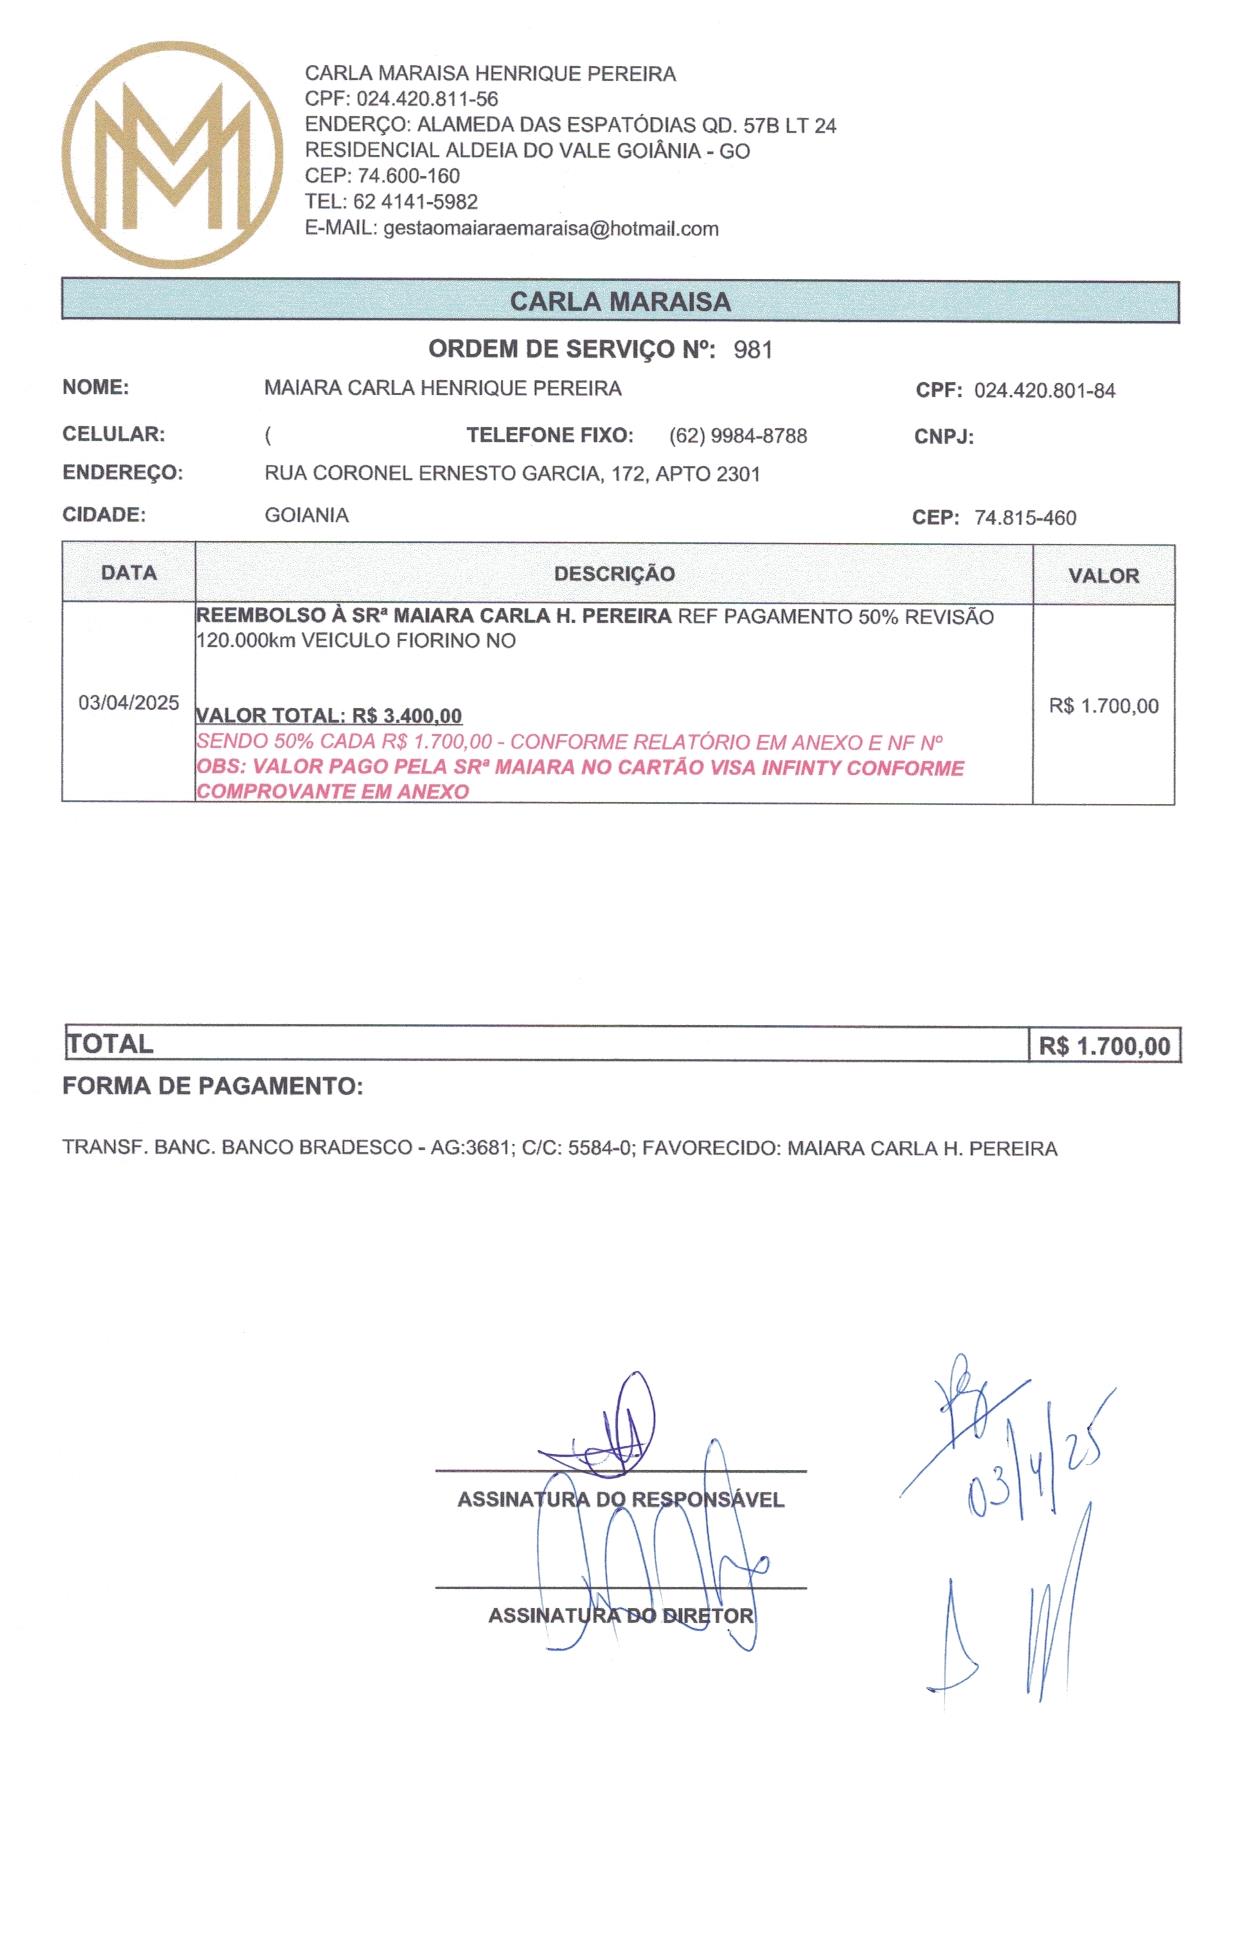 CARLA MARAISA HENRIQUE PEREIRA
CPF: 024.420.811-56
ENDERÇO: ALAMEDA DAS ESPATÓDIAS QD. 57B LT 24
RESIDENCIAL ALDEIA DO VALE GOIÂNIA - GO
CEP: 74.600-160
TEL: 62 4141-5982
E-MAIL: gestaomaiaraemaraisa@hotmail.com
CARLA MARAISA
ORDEM DE SERVIÇO Nº: 981
NOME: MAIARA CARLA HENRIQUE PEREIRA CPF: 024.420.801-84
CELULAR: ( TELEFONE FIXO: (62) 9984-8788 CNPJ:
ENDEREÇO: RUA CORONEL ERNESTO GARCIA, 172, APTO 2301
CIDADE: GOIANIA CEP: 74.815-460
DATA DESCRIÇÃO VALOR
REEMBOLSO À SRª MAIARA CARLA H. PEREIRA REF PAGAMENTO 50% REVISÃO
120.000km VEICULO FIORINO NO
03/04/2025 R$ 1.700,00
VALOR TOTAL: R$ 3.400,00
SENDO 50% CADA R$ 1.700,00 - CONFORME RELATÓRIO EM ANEXO E NF Nº
OBS: VALOR PAGO PELA SRª MAIARA NO CARTÃO VISA INFINTY CONFORME
COMPROVANTE EM ANEXO
TOTAL R$ 1.700,00
FORMA DE PAGAMENTO:
TRANSF. BANC. BANCO BRADESCO - AG:3681; C/C: 5584-0; FAVORECIDO: MAIARA CARLA H. PEREIRA
03/4/25
ASSINATURA DO RESPONSÁVEL
ASSINATURA DO DIRETOR